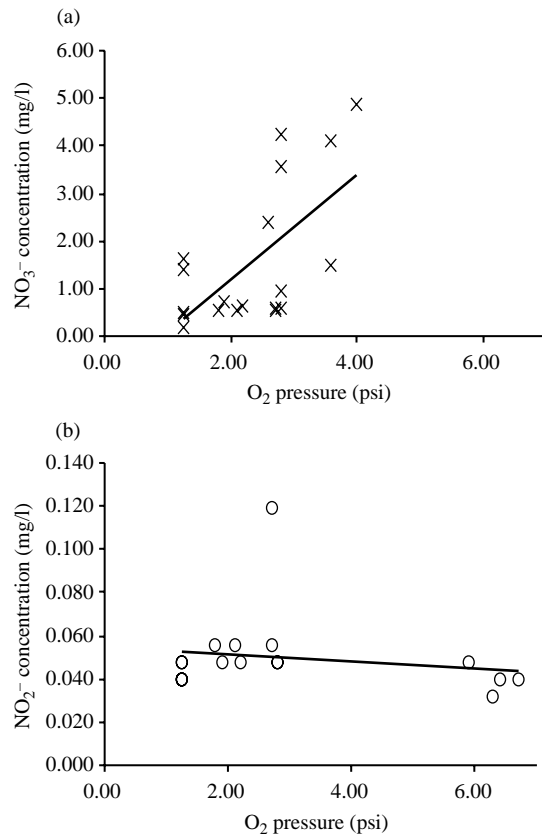 (a)
NO₃⁻ concentration (mg/l)
6.00
5.00
4.00
3.00
2.00
1.00
0.00
0.00 2.00 4.00 6.00
O₂ pressure (psi)
(b)
NO₂⁻ concentration (mg/l)
0.140
0.120
0.100
0.080
0.060
0.040
0.020
0.000
0.00 2.00 4.00 6.00
O₂ pressure (psi)